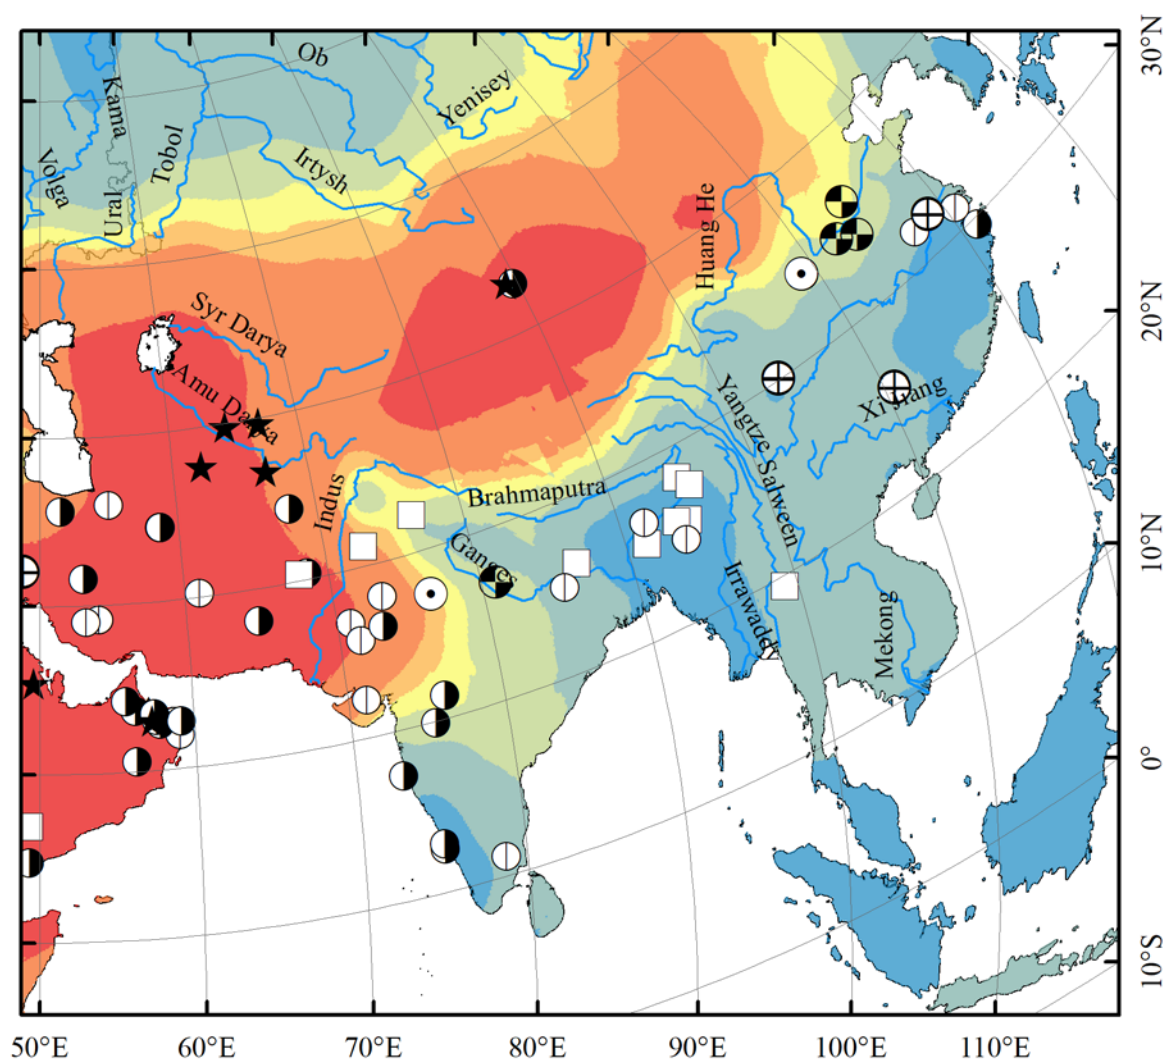 Ob
Yenisey
Kama
Volga
Ural
Tobol
Irtysh
Huang He
Syr Darya
Amu Darya
Indus
Brahmaputra
Ganges
Yangtze
Salween
Xi Jiang
Irrawaddy
Mekong
30°N
20°N
10°N
0°
10°S
50°E
60°E
70°E
80°E
90°E
100°E
110°E